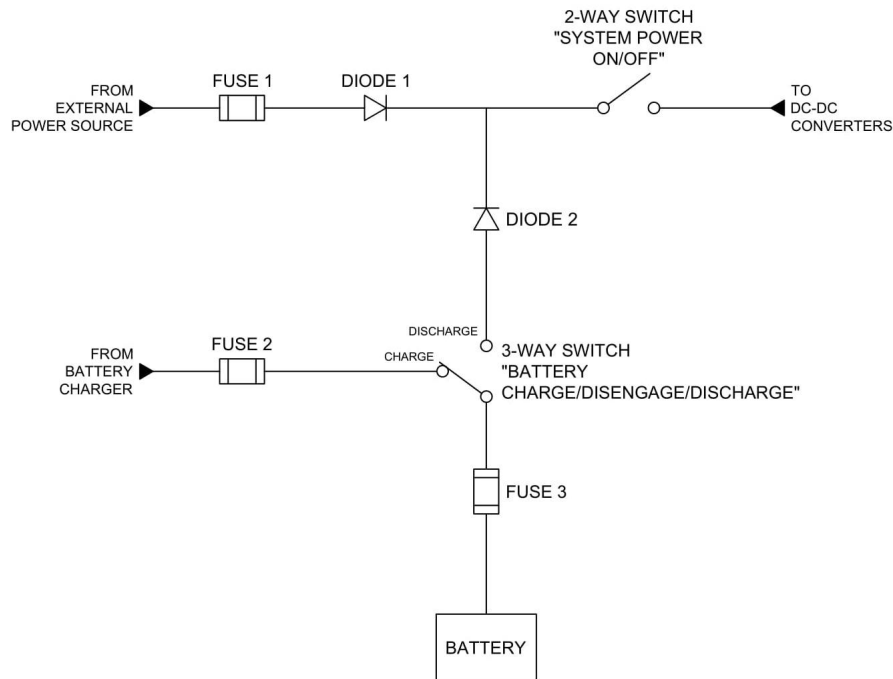 2-WAY SWITCH
"SYSTEM POWER
ON/OFF"
FUSE 1
DIODE 1
FROM
EXTERNAL
POWER SOURCE
TO
DC-DC
CONVERTERS
DIODE 2
DISCHARGE
3-WAY SWITCH
"BATTERY
CHARGE/DISENGAGE/DISCHARGE"
FUSE 2
CHARGE
FROM
BATTERY
CHARGER
FUSE 3
BATTERY